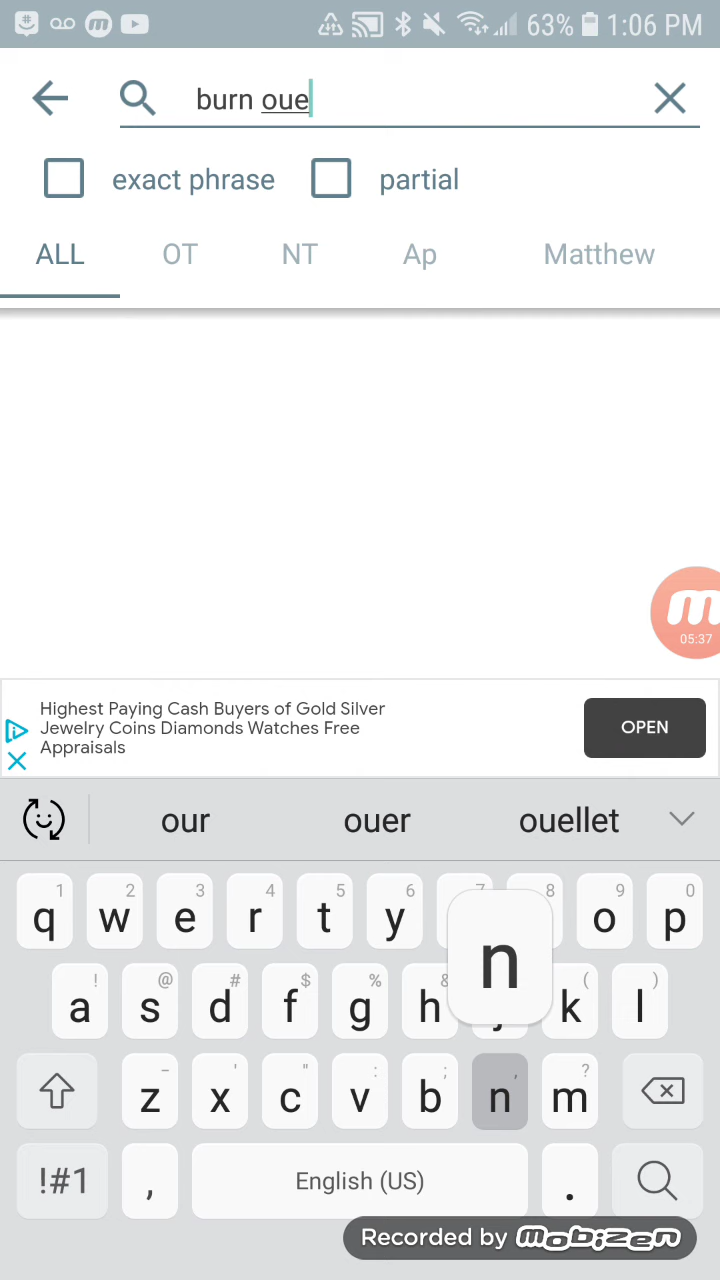 63% 1:06 PM
burn oue
exact phrase partial
ALL OT NT Ap Matthew
m
05:37
Highest Paying Cash Buyers of Gold Silver
Jewelry Coins Diamonds Watches Free
Appraisals
OPEN
our ouer ouellet
1 2 3 4 5 6 7 8 9 0
q w e r t y o p
n
! @ # $ % & ( )
a s d f g h j k l
- ' " : ; , ?
z x c v b n m
!#1 , English (US) .
Recorded by mobizen